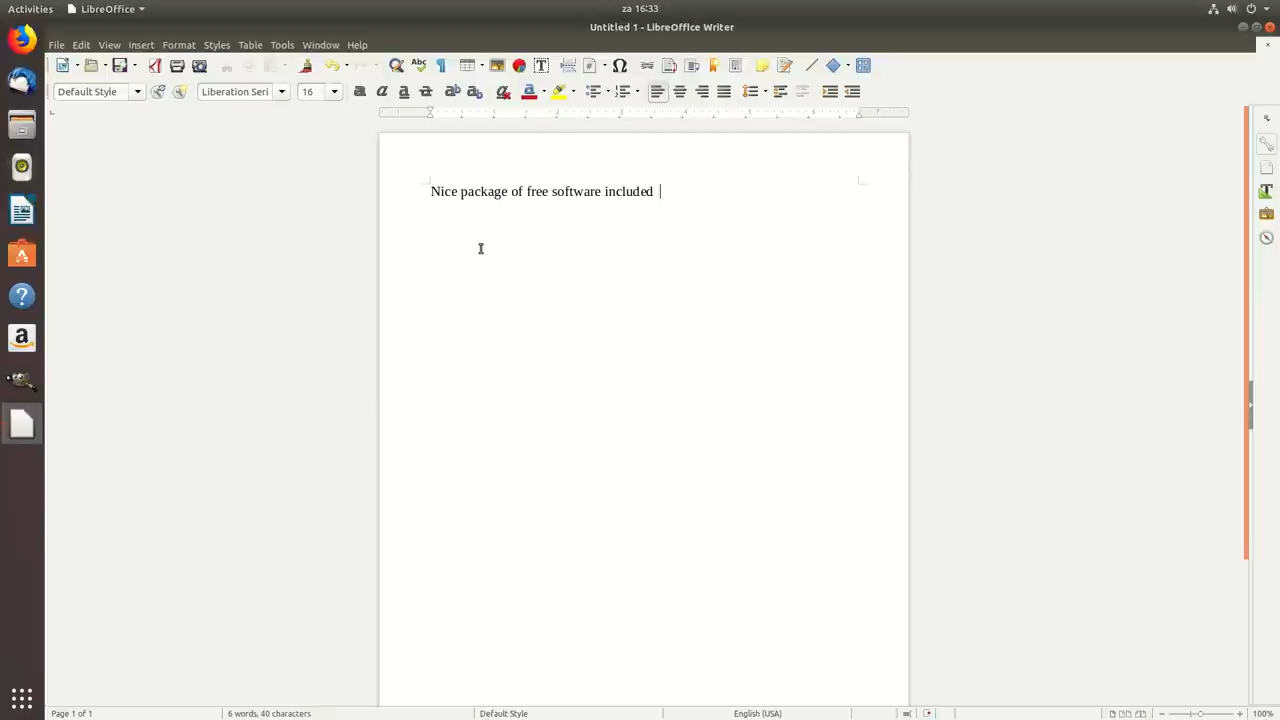 Activities LibreOffice za 16:33
Untitled 1 - LibreOffice Writer
File Edit View Insert Format Styles Table Tools Window Help
Default Style Liberation Seri 16
Nice package of free software included
Page 1 of 1 6 words, 40 characters Default Style English (USA) 100%